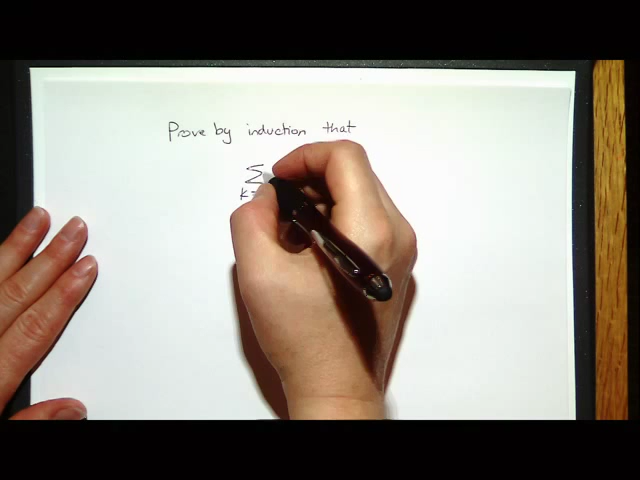 Prove by induction that
Σ
K=